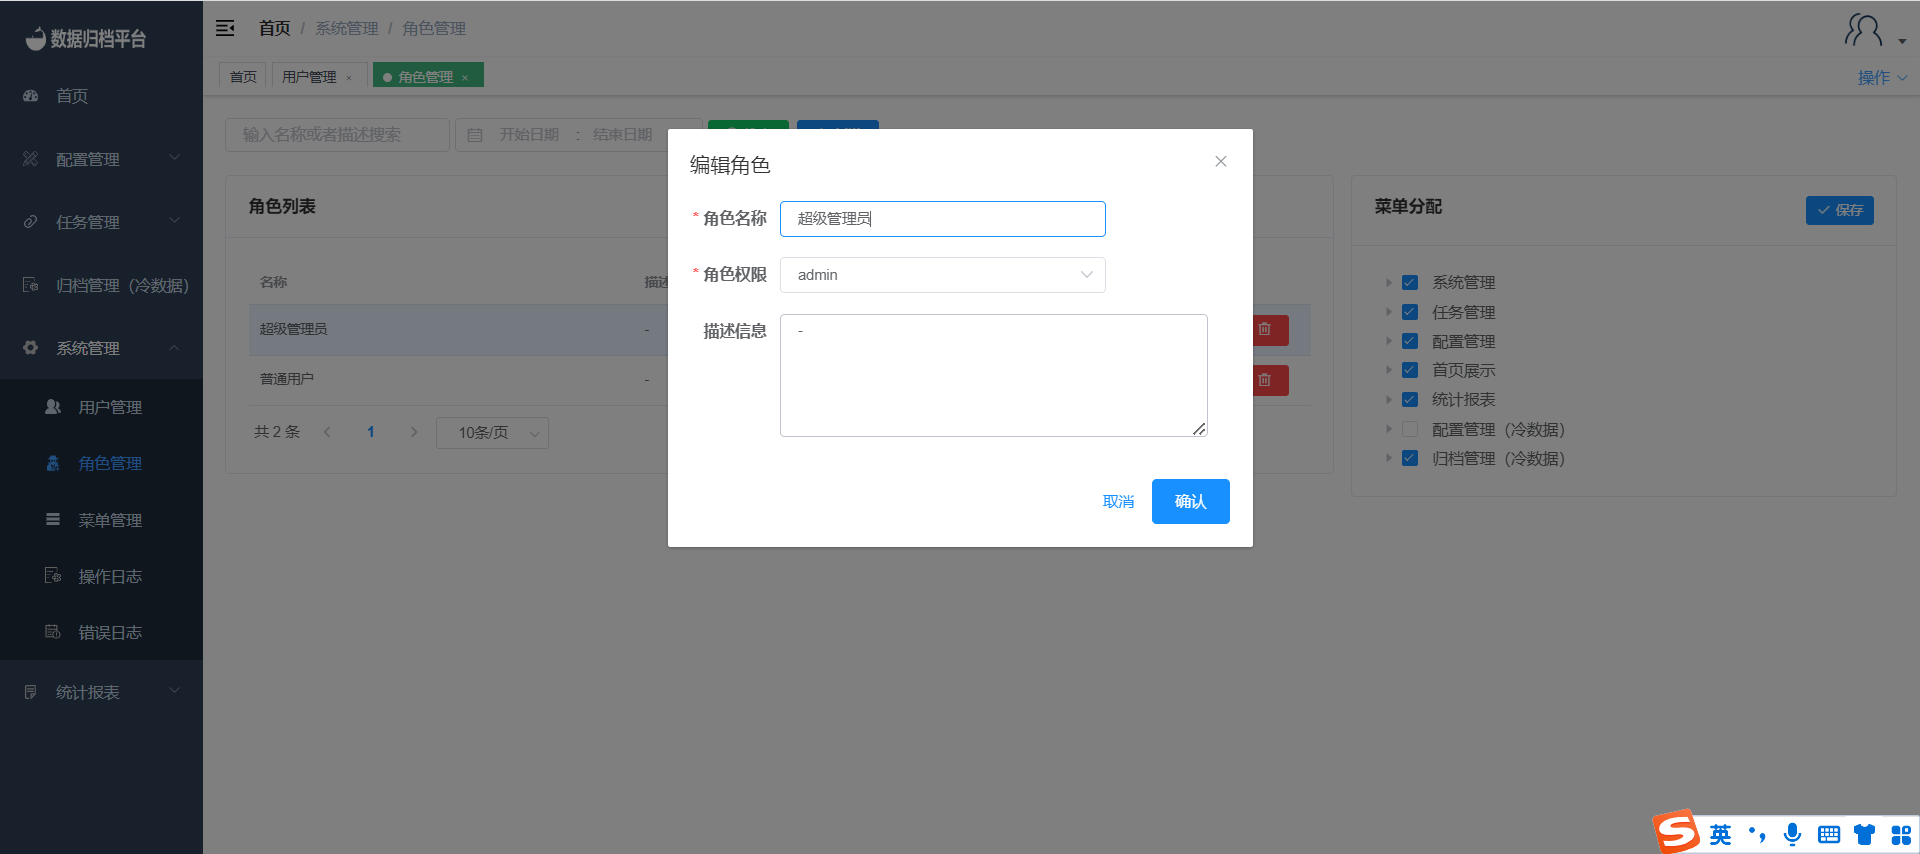 数据归档平台
首页
配置管理
任务管理
归档管理（冷数据）
系统管理
用户管理
角色管理
菜单管理
操作日志
错误日志
统计报表
首页 / 系统管理 / 角色管理
首页
用户管理 ×
角色管理 ×
操作
输入名称或者描述搜索
开始日期 : 结束日期
角色列表
名称
超级管理员 -
普通用户 -
共 2 条
1
10条/页
编辑角色
* 角色名称 超级管理员
* 角色权限 admin
描述信息 -
取消
确认
菜单分配
保存
系统管理
任务管理
配置管理
首页展示
统计报表
配置管理（冷数据）
归档管理（冷数据）
S 英